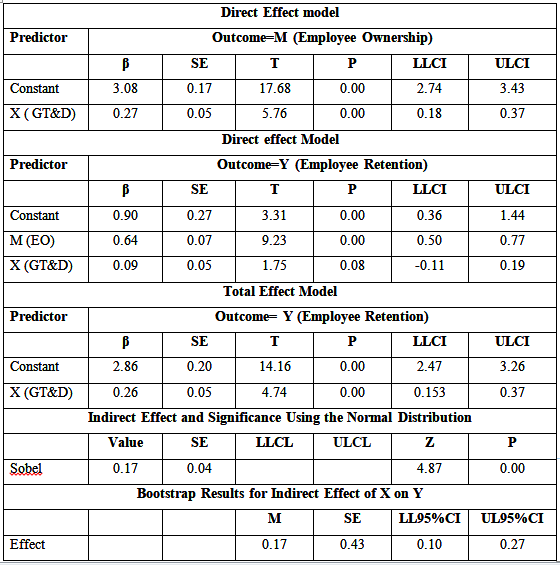 Direct Effect model
Predictor Outcome=M (Employee Ownership)
β SE T P LLCI ULCI
Constant 3.08 0.17 17.68 0.00 2.74 3.43
X ( GT&D) 0.27 0.05 5.76 0.00 0.18 0.37
Direct effect Model
Predictor Outcome=Y (Employee Retention)
β SE T P LLCI ULCI
Constant 0.90 0.27 3.31 0.00 0.36 1.44
M (EO) 0.64 0.07 9.23 0.00 0.50 0.77
X (GT&D) 0.09 0.05 1.75 0.08 -0.11 0.19
Total Effect Model
Predictor Outcome= Y (Employee Retention)
β SE T P LLCI ULCI
Constant 2.86 0.20 14.16 0.00 2.47 3.26
X (GT&D) 0.26 0.05 4.74 0.00 0.153 0.37
Indirect Effect and Significance Using the Normal Distribution
Value SE LLCL ULCL Z P
Sobel 0.17 0.04 4.87 0.00
Bootstrap Results for Indirect Effect of X on Y
M SE LL95%CI UL95%CI
Effect 0.17 0.43 0.10 0.27